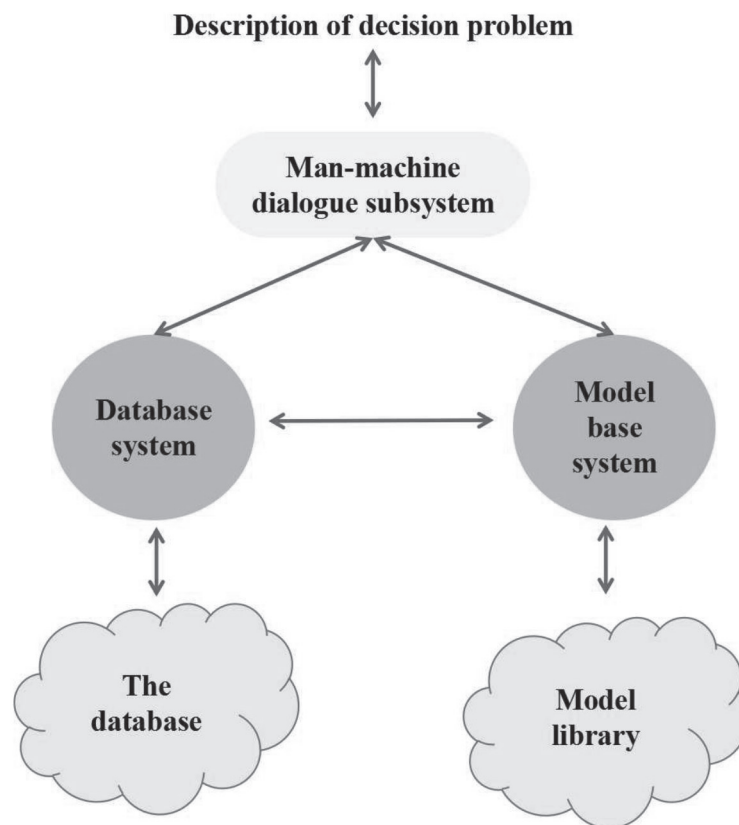 Description of decision problem
Man-machine
dialogue subsystem
Database
system
Model
base
system
The
database
Model
library